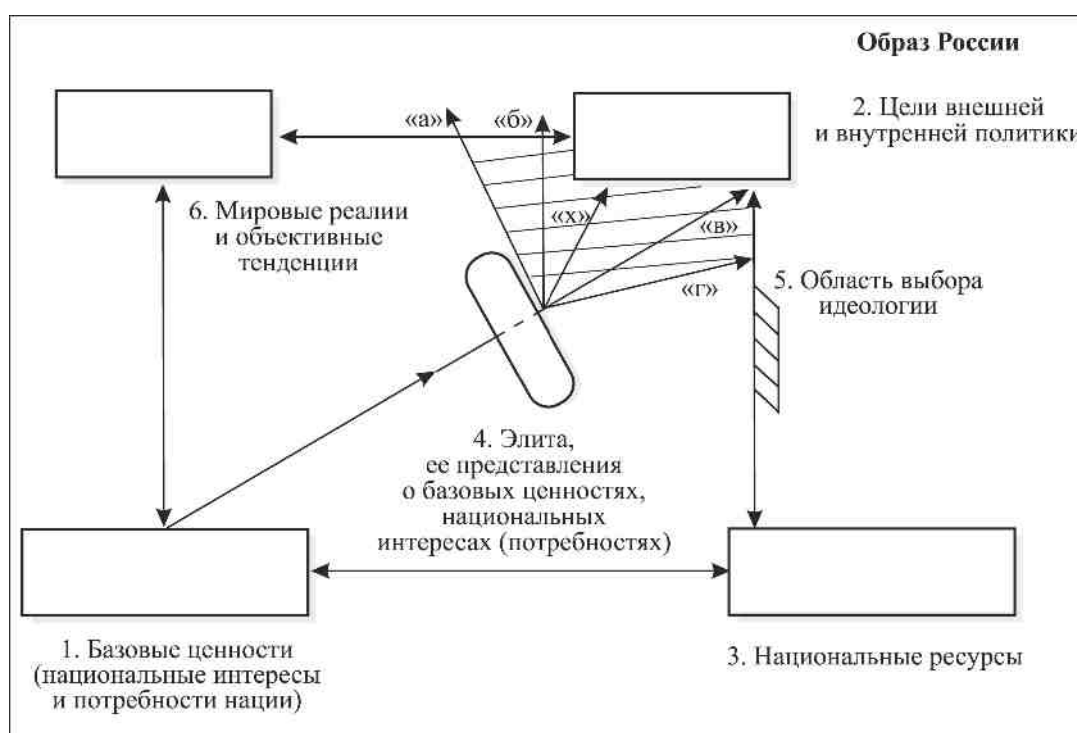 Образ России
2. Цели внешней
и внутренней политики
«а»
«б»
6. Мировые реалии
и объективные
тенденции
«х»
«в»
«г»
5. Область выбора
идеологии
4. Элита,
ее представления
о базовых ценностях,
национальных
интересах (потребностях)
1. Базовые ценности
(национальные интересы
и потребности нации)
3. Национальные ресурсы